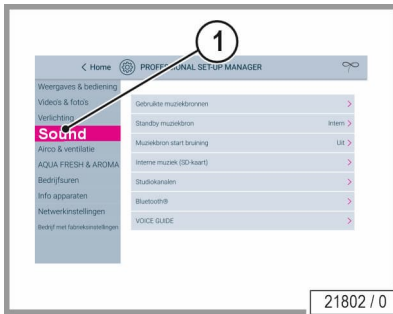 1
< Home PROFESSIONAL SET-UP MANAGER
Weergaves & bediening
Video's & foto's
Verlichting
Sound
Airco & ventilatie
AQUA FRESH & AROMA
Bedrijfsuren
Info apparaten
Netwerkinstellingen
Bedrijf met fabrieksinstellingen
Gebruikte muziekbronnen >
Standby muziekbron Intern >
Muziekbron start bruining Uit >
Interne muziek (SD-kaart) >
Studiokanalen >
Bluetooth® >
VOICE GUIDE >
21802 / 0